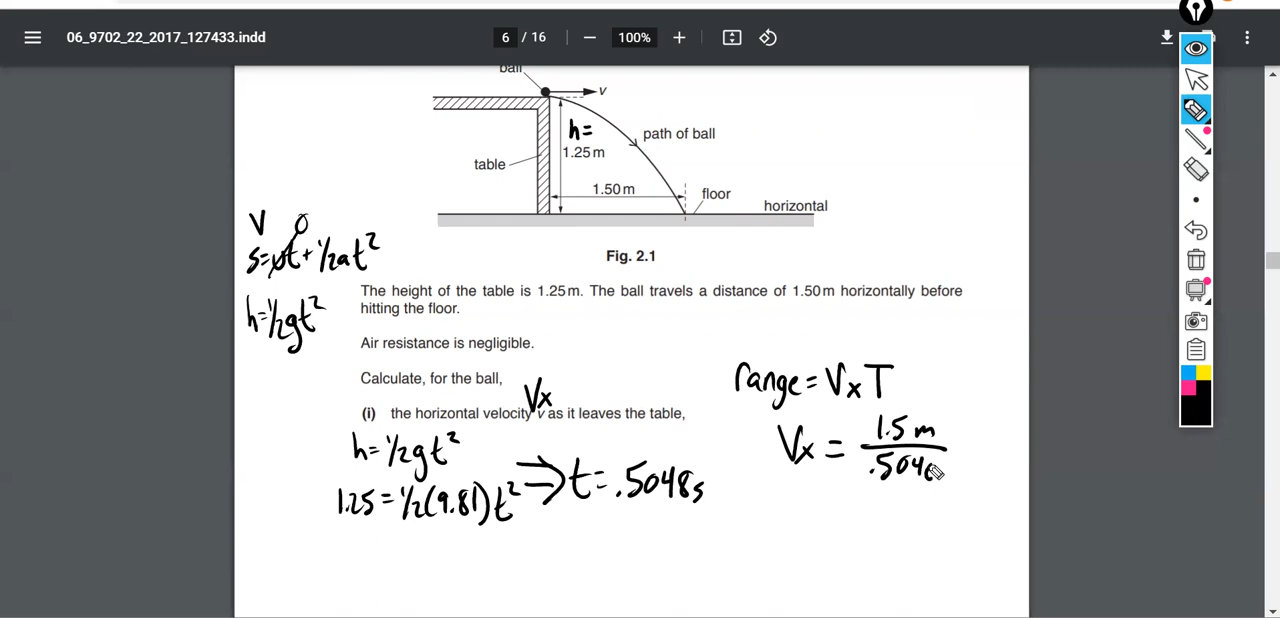 06_9702_22_2017_127433.indd
6 / 16
100%
ball
v
h=
1.25 m
path of ball
table
1.50 m
floor
horizontal
Fig. 2.1
V 0
s=ut+½at²
h=½gt²
The height of the table is 1.25 m. The ball travels a distance of 1.50 m horizontally before
hitting the floor.
Air resistance is negligible.
Calculate, for the ball,
Vx
(i) the horizontal velocity v as it leaves the table,
h=½gt²
1.25=½(9.81)t² ⇒ t=.5048s
range=VxT
Vx = 1.5 m
.504